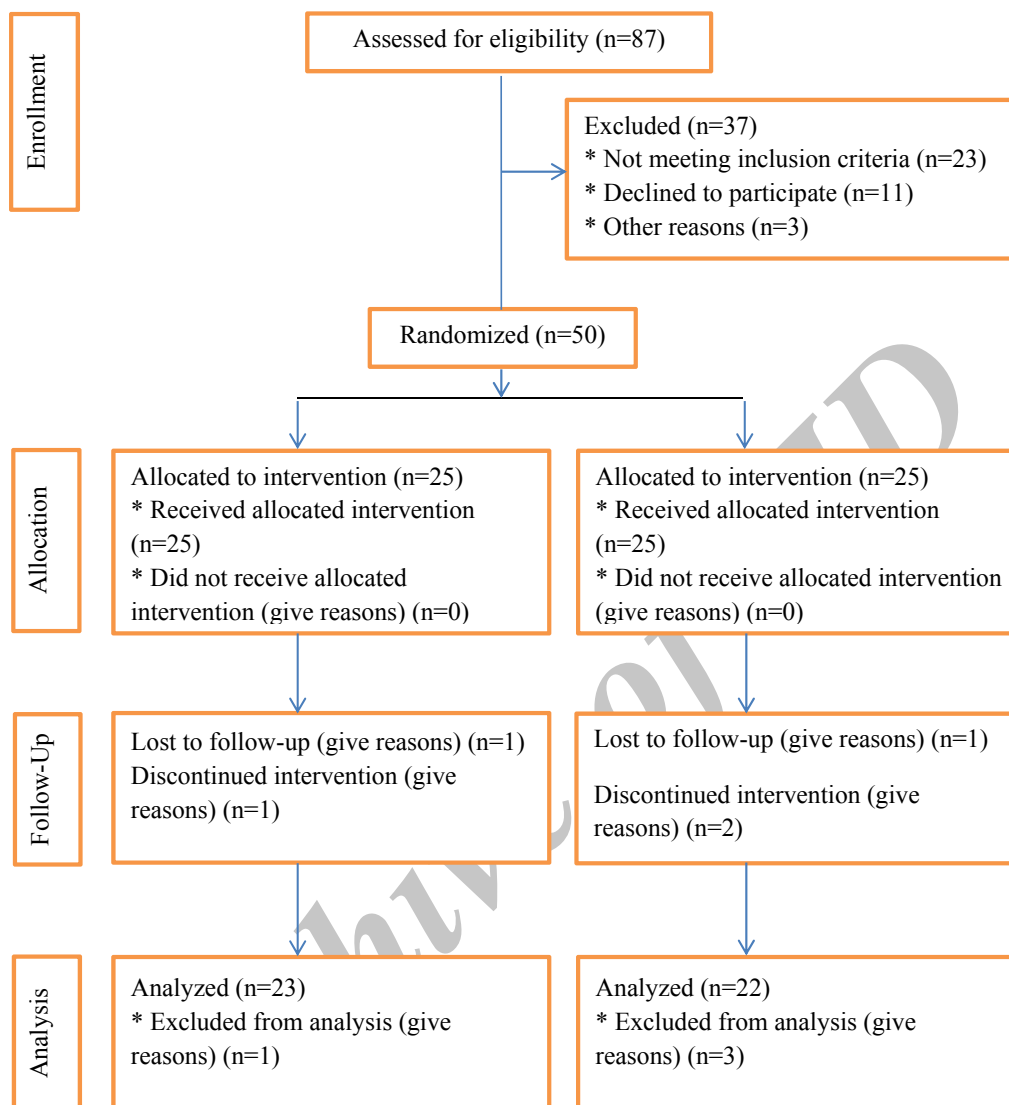 Enrollment
Assessed for eligibility (n=87)
Excluded (n=37)
* Not meeting inclusion criteria (n=23)
* Declined to participate (n=11)
* Other reasons (n=3)
Randomized (n=50)
Allocation
Allocated to intervention (n=25)
* Received allocated intervention
(n=25)
* Did not receive allocated
intervention (give reasons) (n=0)
Allocated to intervention (n=25)
* Received allocated intervention
(n=25)
* Did not receive allocated intervention
(give reasons) (n=0)
Follow-Up
Lost to follow-up (give reasons) (n=1)
Discontinued intervention (give
reasons) (n=1)
Lost to follow-up (give reasons) (n=1)
Discontinued intervention (give
reasons) (n=2)
Analysis
Analyzed (n=23)
* Excluded from analysis (give
reasons) (n=1)
Analyzed (n=22)
* Excluded from analysis (give
reasons) (n=3)